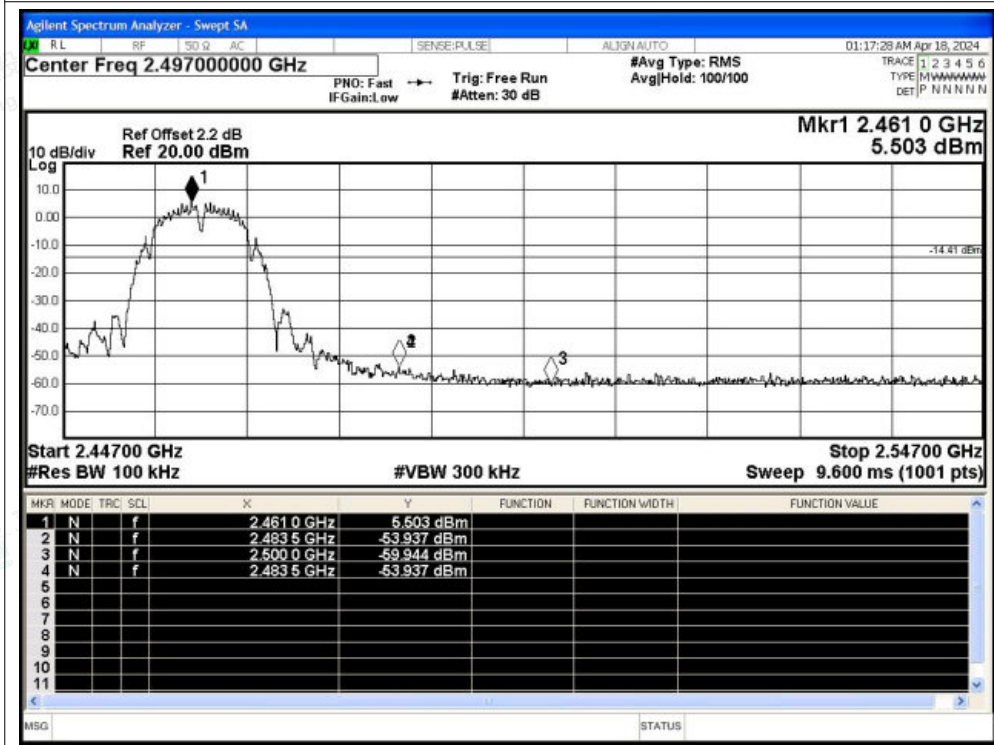 Agilent Spectrum Analyzer - Swept SA
LXI RL RF 50 Ω AC SENSE:PULSE ALIGN AUTO 01:17:28 AM Apr 18, 2024
Center Freq 2.497000000 GHz #Avg Type: RMS TRACE 1 2 3 4 5 6
PNO: Fast Trig: Free Run Avg|Hold: 100/100 TYPE M WWWWW
IFGain:Low #Atten: 30 dB DET P N N N N N
Mkr1 2.461 0 GHz
Ref Offset 2.2 dB
10 dB/div Ref 20.00 dBm 5.503 dBm
Log
1
10.0
0.00
-10.0
-14.41 dBm
-20.0
-30.0
-40.0
-50.0
3
-60.0
-70.0
Start 2.44700 GHz Stop 2.54700 GHz
#Res BW 100 kHz #VBW 300 kHz Sweep 9.600 ms (1001 pts)
MKR MODE TRC SCL X Y FUNCTION FUNCTION WIDTH FUNCTION VALUE
1 N f 2.461 0 GHz 5.503 dBm
2 N f 2.483 5 GHz -53.937 dBm
3 N f 2.500 0 GHz -59.944 dBm
4 N f 2.483 5 GHz -53.937 dBm
5
6
7
8
9
10
11
MSG STATUS